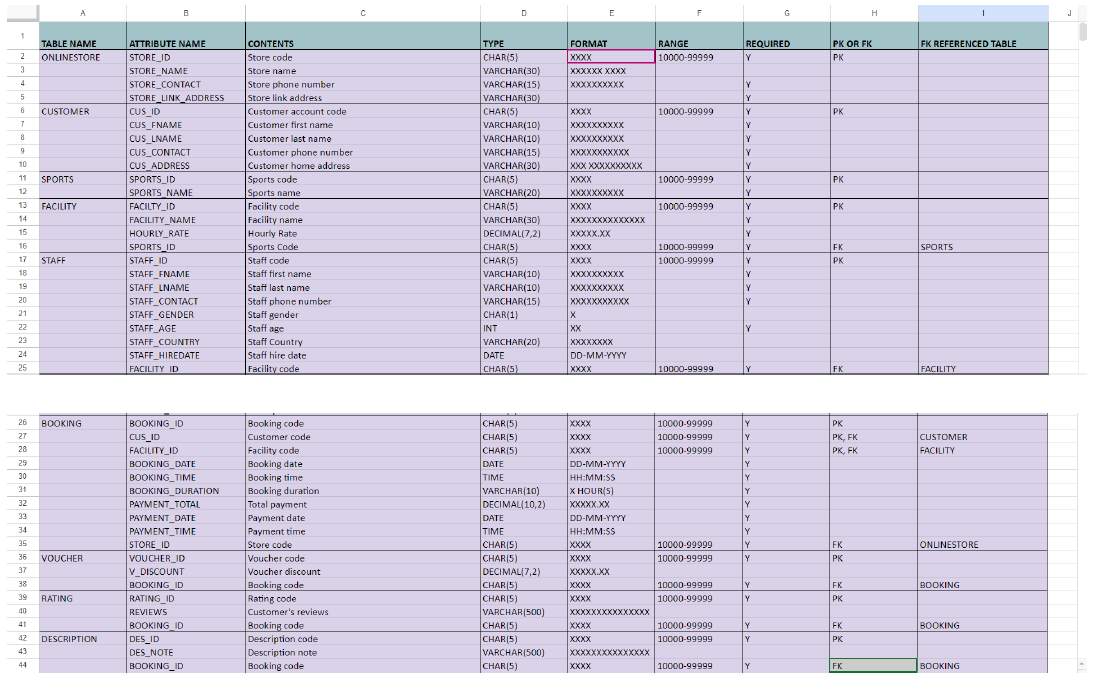 A B C D E F G H I J
1 TABLE NAME ATTRIBUTE NAME CONTENTS TYPE FORMAT RANGE REQUIRED PK OR FK FK REFERENCED TABLE
2 ONLINESTORE STORE_ID Store code CHAR(5) XXXX 10000-99999 Y PK
3 STORE_NAME Store name VARCHAR(30) XXXXXX XXXX
4 STORE_CONTACT Store phone number VARCHAR(15) XXXXXXXXXX Y
5 STORE_LINK_ADDRESS Store link address VARCHAR(30) Y
6 CUSTOMER CUS_ID Customer account code CHAR(5) XXXX 10000-99999 Y PK
7 CUS_FNAME Customer first name VARCHAR(10) XXXXXXXXXX Y
8 CUS_LNAME Customer last name VARCHAR(10) XXXXXXXXXX Y
9 CUS_CONTACT Customer phone number VARCHAR(15) XXXXXXXXXXX Y
10 CUS_ADDRESS Customer home address VARCHAR(30) XXX XXXXXXXXXX Y
11 SPORTS SPORTS_ID Sports code CHAR(5) XXXX 10000-99999 Y PK
12 SPORTS_NAME Sports name VARCHAR(20) XXXXXXXXXX Y
13 FACILITY FACILTY_ID Facility code CHAR(5) XXXX 10000-99999 Y PK
14 FACILITY_NAME Facility name VARCHAR(30) XXXXXXXXXXXXXX Y
15 HOURLY_RATE Hourly Rate DECIMAL(7,2) XXXXX.XX Y
16 SPORTS_ID Sports Code CHAR(5) XXXX 10000-99999 Y FK SPORTS
17 STAFF STAFF_ID Staff code CHAR(5) XXXX 10000-99999 Y PK
18 STAFF_FNAME Staff first name VARCHAR(10) XXXXXXXXXX Y
19 STAFF_LNAME Staff last name VARCHAR(10) XXXXXXXXXX Y
20 STAFF_CONTACT Staff phone number VARCHAR(15) XXXXXXXXXXX Y
21 STAFF_GENDER Staff gender CHAR(1) X
22 STAFF_AGE Staff age INT XX Y
23 STAFF_COUNTRY Staff Country VARCHAR(20) XXXXXXXX
24 STAFF_HIREDATE Staff hire date DATE DD-MM-YYYY
25 FACILITY_ID Facility code CHAR(5) XXXX 10000-99999 Y FK FACILITY
26 BOOKING BOOKING_ID Booking code CHAR(5) XXXX 10000-99999 Y PK
27 CUS_ID Customer code CHAR(5) XXXX 10000-99999 Y PK, FK CUSTOMER
28 FACILITY_ID Facility code CHAR(5) XXXX 10000-99999 Y PK, FK FACILITY
29 BOOKING_DATE Booking date DATE DD-MM-YYYY Y
30 BOOKING_TIME Booking time TIME HH:MM:SS Y
31 BOOKING_DURATION Booking duration VARCHAR(10) X HOUR(S) Y
32 PAYMENT_TOTAL Total payment DECIMAL(10,2) XXXXX.XX Y
33 PAYMENT_DATE Payment date DATE DD-MM-YYYY Y
34 PAYMENT_TIME Payment time TIME HH:MM:SS Y
35 STORE_ID Store code CHAR(5) XXXX 10000-99999 Y FK ONLINESTORE
36 VOUCHER VOUCHER_ID Voucher code CHAR(5) XXXX 10000-99999 Y PK
37 V_DISCOUNT Voucher discount DECIMAL(7,2) XXXXX.XX
38 BOOKING_ID Booking code CHAR(5) XXXX 10000-99999 Y FK BOOKING
39 RATING RATING_ID Rating code CHAR(5) XXXX 10000-99999 Y PK
40 REVIEWS Customer's reviews VARCHAR(500) XXXXXXXXXXXXXXX
41 BOOKING_ID Booking code CHAR(5) XXXX 10000-99999 Y FK BOOKING
42 DESCRIPTION DES_ID Description code CHAR(5) XXXX 10000-99999 Y PK
43 DES_NOTE Description note VARCHAR(500) XXXXXXXXXXXXXXX
44 BOOKING_ID Booking code CHAR(5) XXXX 10000-99999 Y FK BOOKING